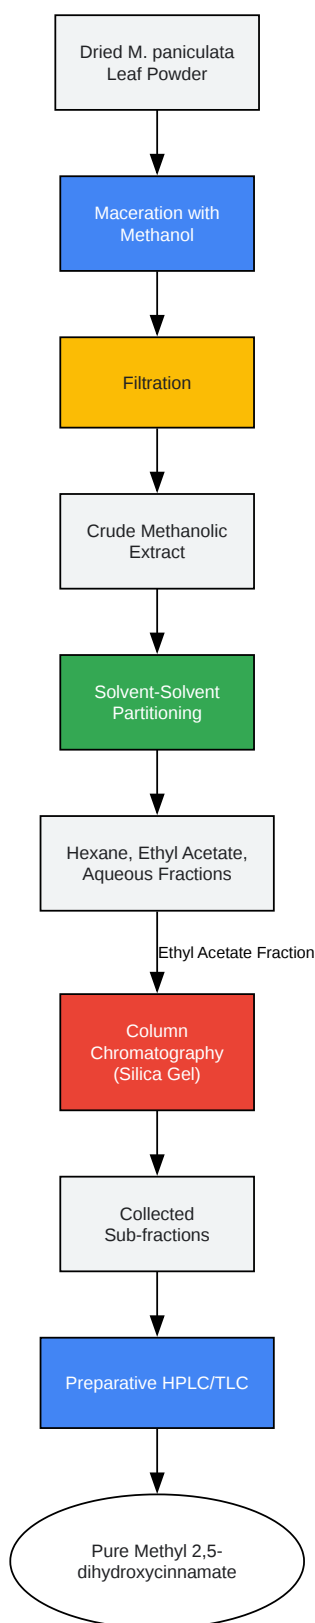 Dried M. paniculata
Leaf Powder
Maceration with
Methanol
Filtration
Crude Methanolic
Extract
Solvent-Solvent
Partitioning
Hexane, Ethyl Acetate,
Aqueous Fractions
Ethyl Acetate Fraction
Column
Chromatography
(Silica Gel)
Collected
Sub-fractions
Preparative HPLC/TLC
Pure Methyl 2,5-
dihydroxycinnamate